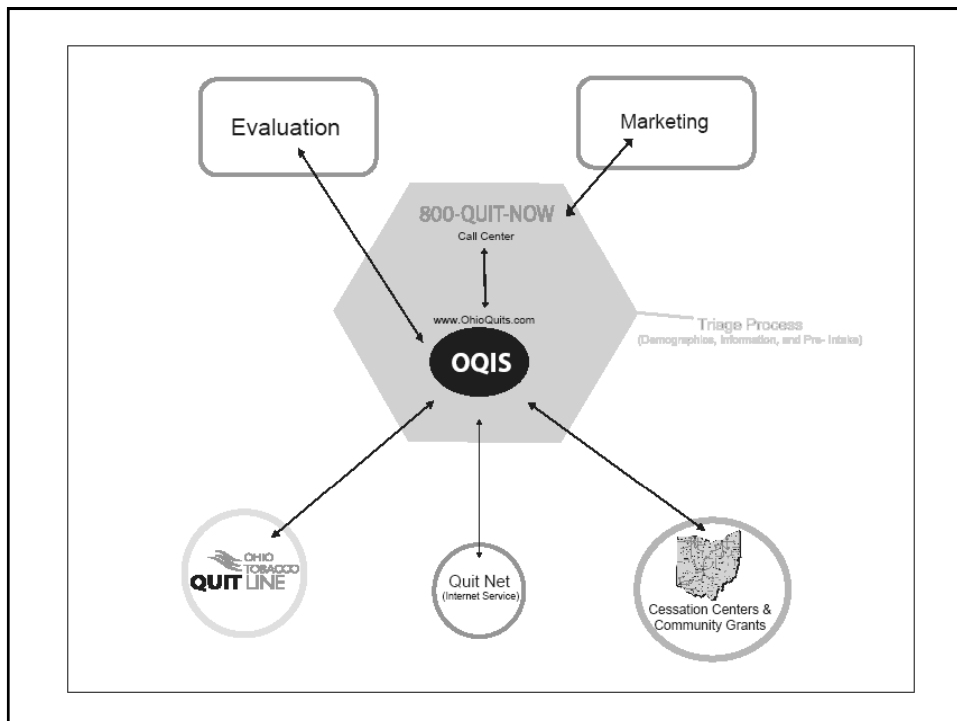 Evaluation
Marketing
800-QUIT-NOW
Call Center
www.OhioQuits.com
OQIS
Triage Process
(Demographics, Information, and Pre- Intake)
OHIO
TOBACCO
QUIT LINE
Quit Net
(Internet Service)
Cessation Centers &
Community Grants